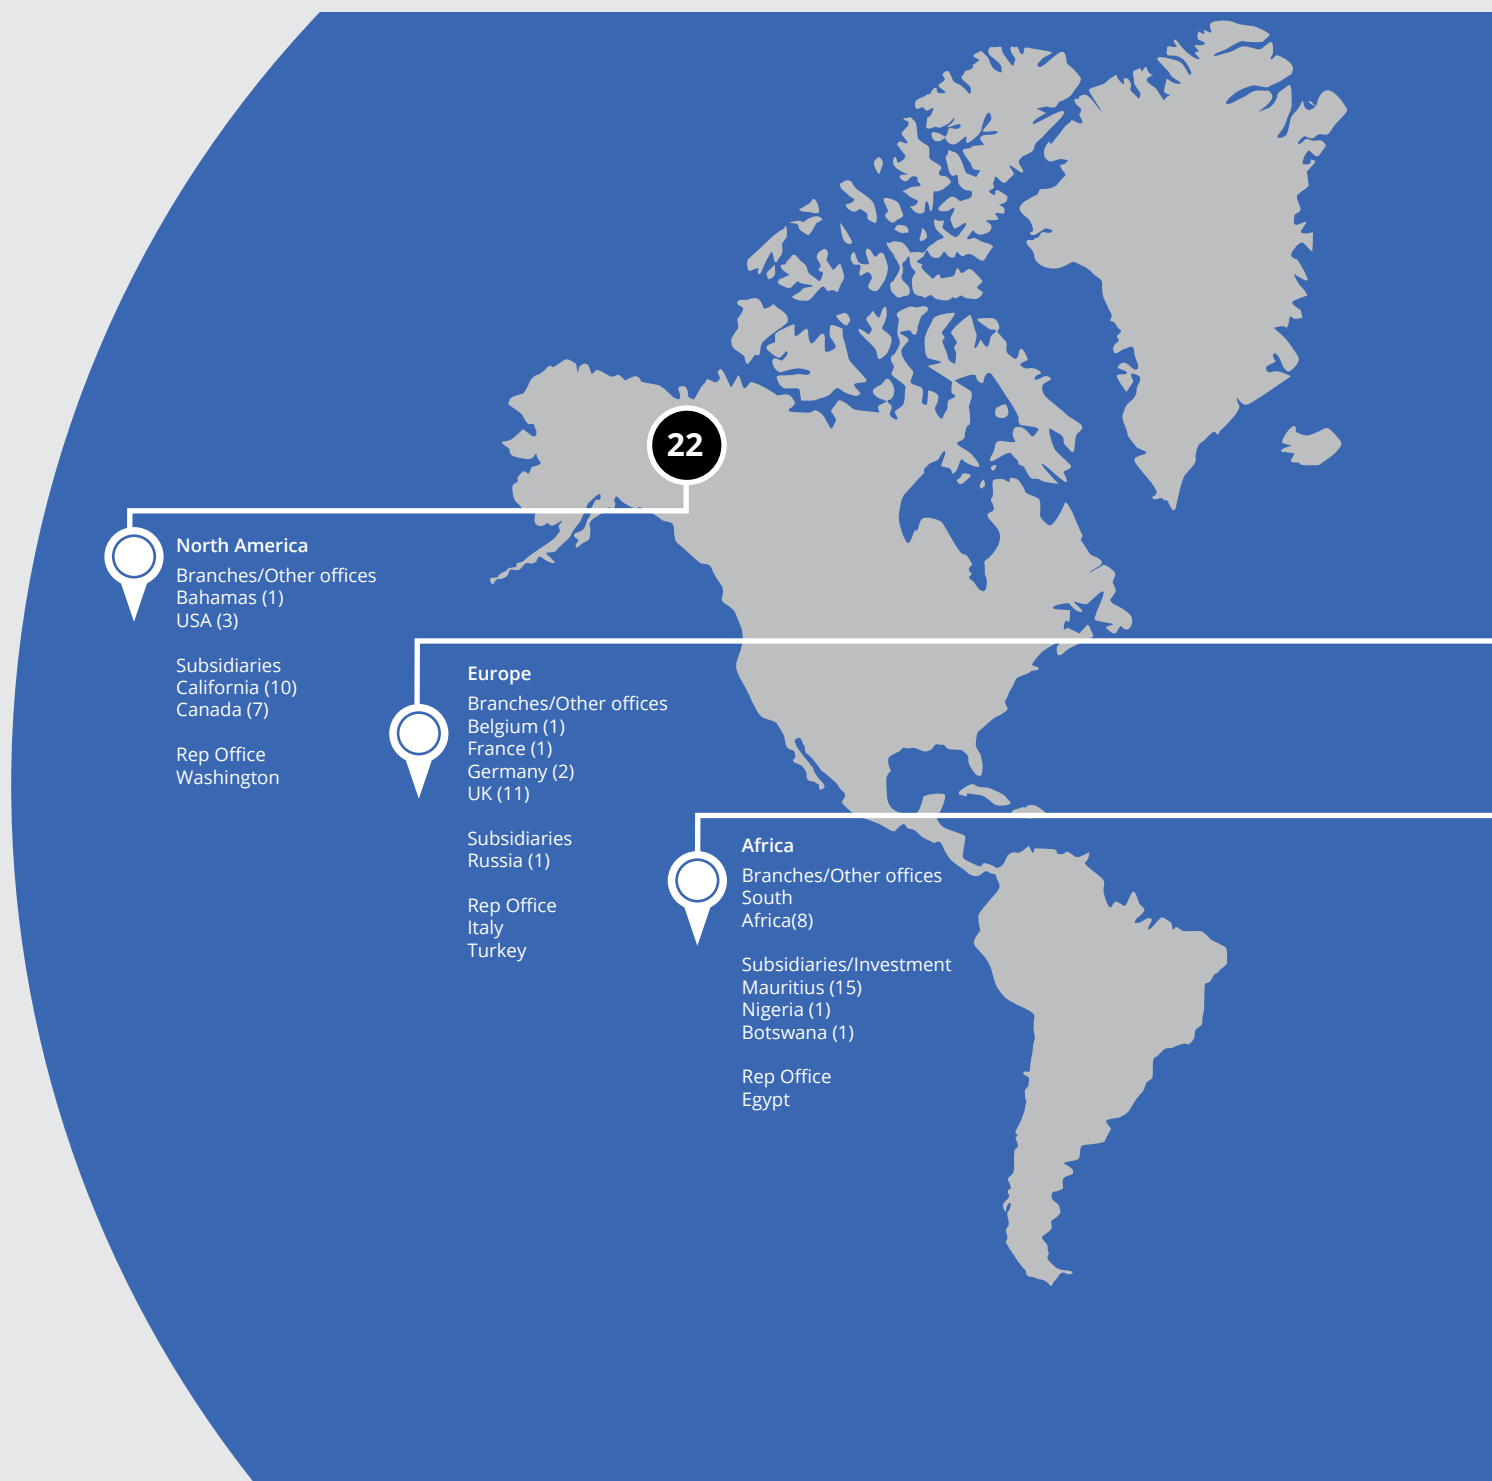 22
North America
Branches/Other offices
Bahamas (1)
USA (3)
Subsidiaries
California (10)
Canada (7)
Rep Office
Washington
Europe
Branches/Other offices
Belgium (1)
France (1)
Germany (2)
UK (11)
Subsidiaries
Russia (1)
Rep Office
Italy
Turkey
Africa
Branches/Other offices
South
Africa(8)
Subsidiaries/Investment
Mauritius (15)
Nigeria (1)
Botswana (1)
Rep Office
Egypt